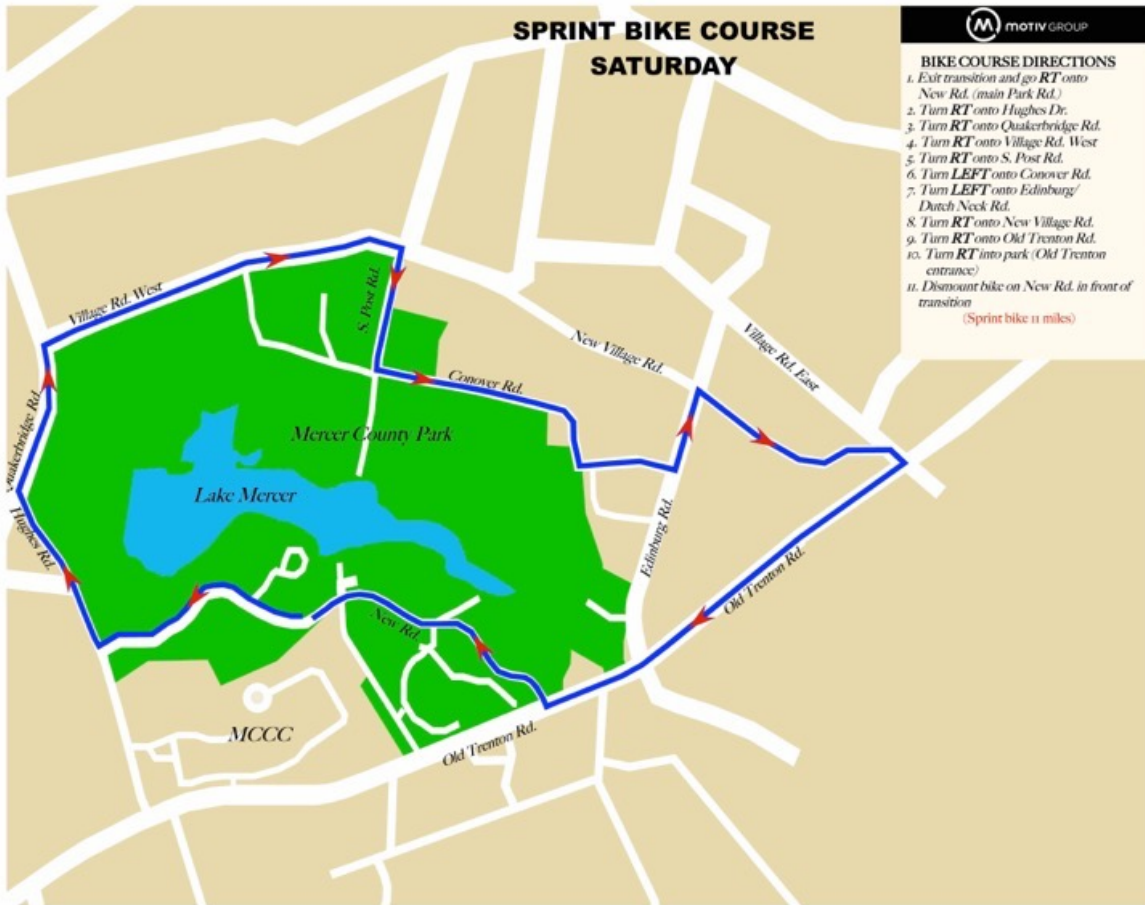 SPRINT BIKE COURSE
SATURDAY
M MOTIV GROUP
BIKE COURSE DIRECTIONS
1. Exit transition and go RT onto
New Rd. (main Park Rd.)
2. Turn RT onto Hughes Dr.
3. Turn RT onto Quakerbridge Rd.
4. Turn RT onto Village Rd. West
5. Turn RT onto S. Post Rd.
6. Turn LEFT onto Conover Rd.
7. Turn LEFT onto Edinburg/
Dutch Neck Rd.
8. Turn RT onto New Village Rd.
9. Turn RT onto Old Trenton Rd.
10. Turn RT into park (Old Trenton
entrance)
11. Dismount bike on New Rd. in front of
transition
(Sprint bike 11 miles)
Village Rd. West
S. Post Rd.
New Village Rd.
Village Rd. East
Conover Rd.
Quakerbridge Rd.
Mercer County Park
Lake Mercer
Hughes Rd.
Edinburg Rd.
Old Trenton Rd.
New Rd.
MCCC
Old Trenton Rd.